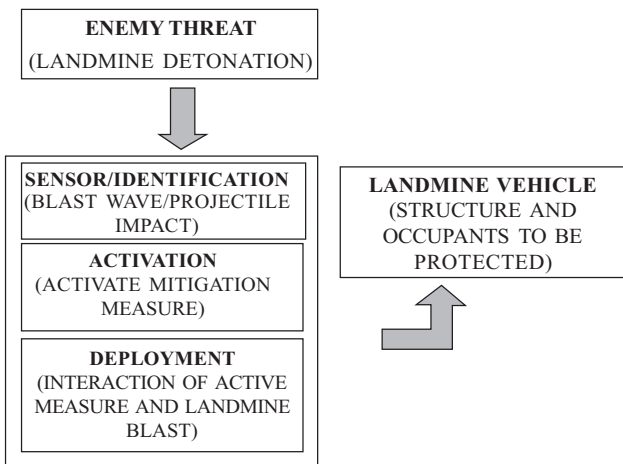 ENEMY THREAT
(LANDMINE DETONATION)
SENSOR/IDENTIFICATION
(BLAST WAVE/PROJECTILE
IMPACT)
ACTIVATION
(ACTIVATE MITIGATION
MEASURE)
DEPLOYMENT
(INTERACTION OF ACTIVE
MEASURE AND LANDMINE
BLAST)
LANDMINE VEHICLE
(STRUCTURE AND
OCCUPANTS TO BE
PROTECTED)